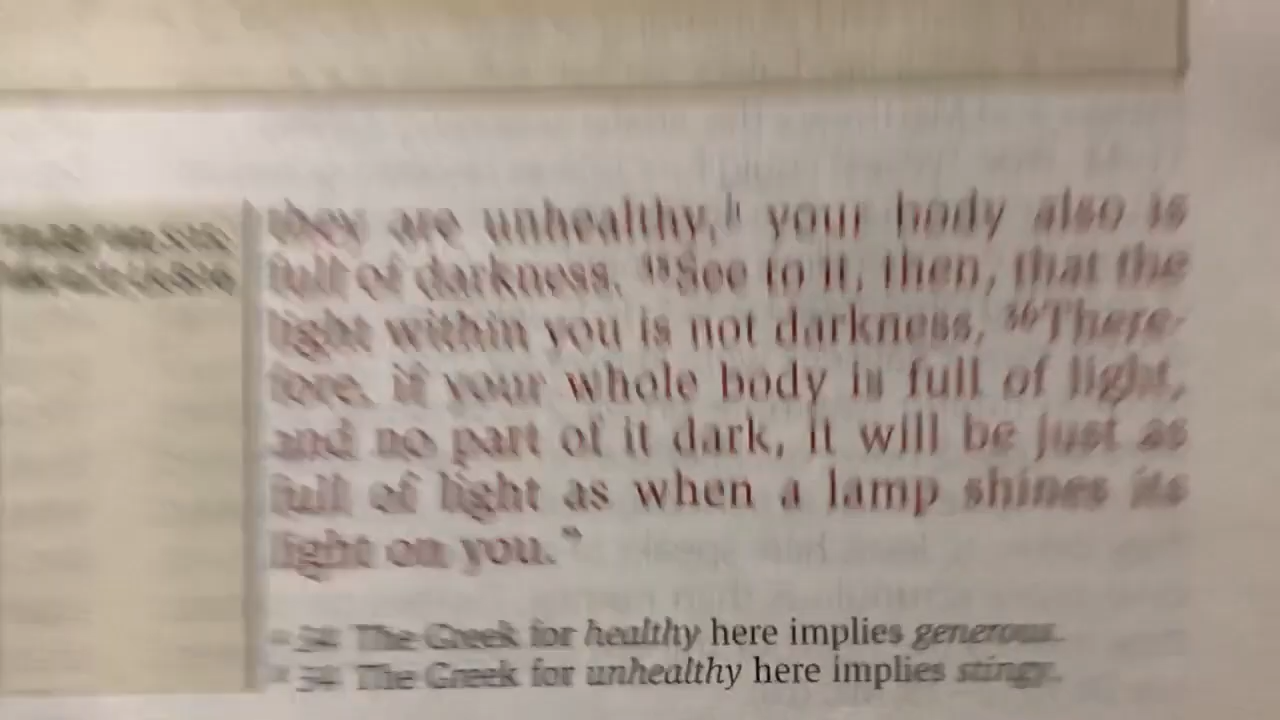 they are unhealthy, your body also is
full of darkness. 35See to it, then, that the
light within you is not darkness. 36There-
fore, if your whole body is full of light,
and no part of it dark, it will be just as
full of light as when a lamp shines its
light on you."
34 The Greek for healthy here implies generous.
34 The Greek for unhealthy here implies stingy.